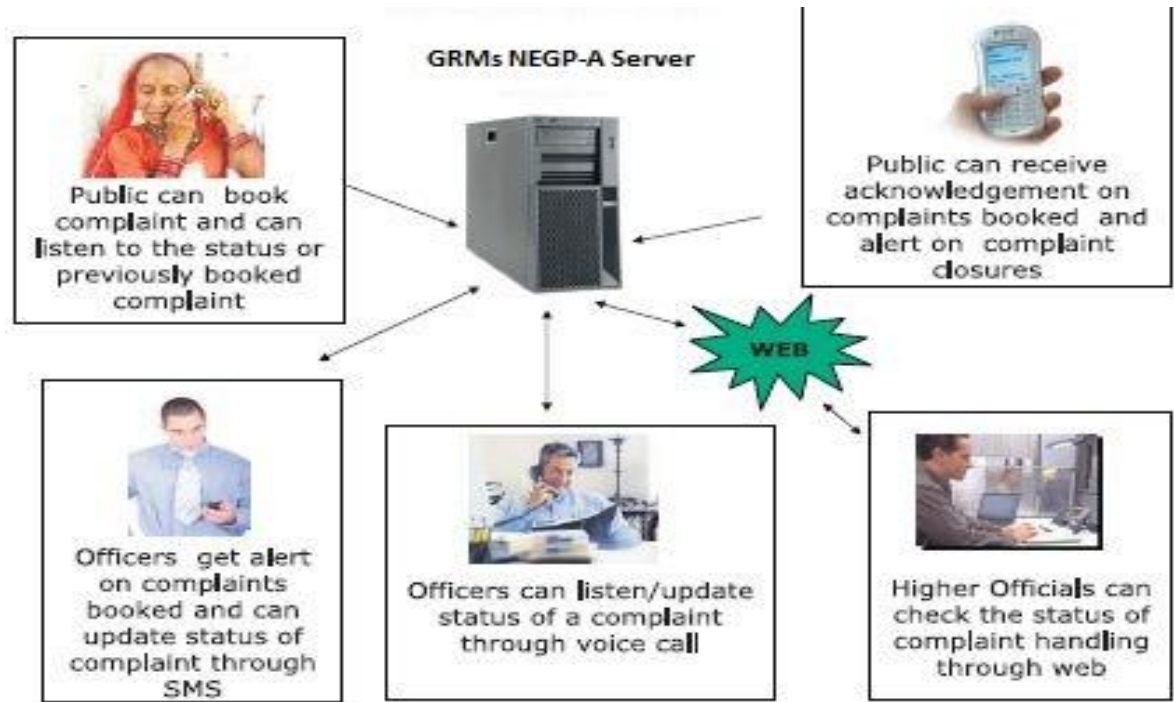 GRMs NEGP-A Server
Public can book
complaint and can
listen to the status or
previously booked
complaint
Public can receive
acknowledgement on
complaints booked and
alert on complaint
closures
WEB
Officers get alert
on complaints
booked and can
update status of
complaint through
SMS
Officers can listen/update
status of a complaint
through voice call
Higher Officials can
check the status of
complaint handling
through web